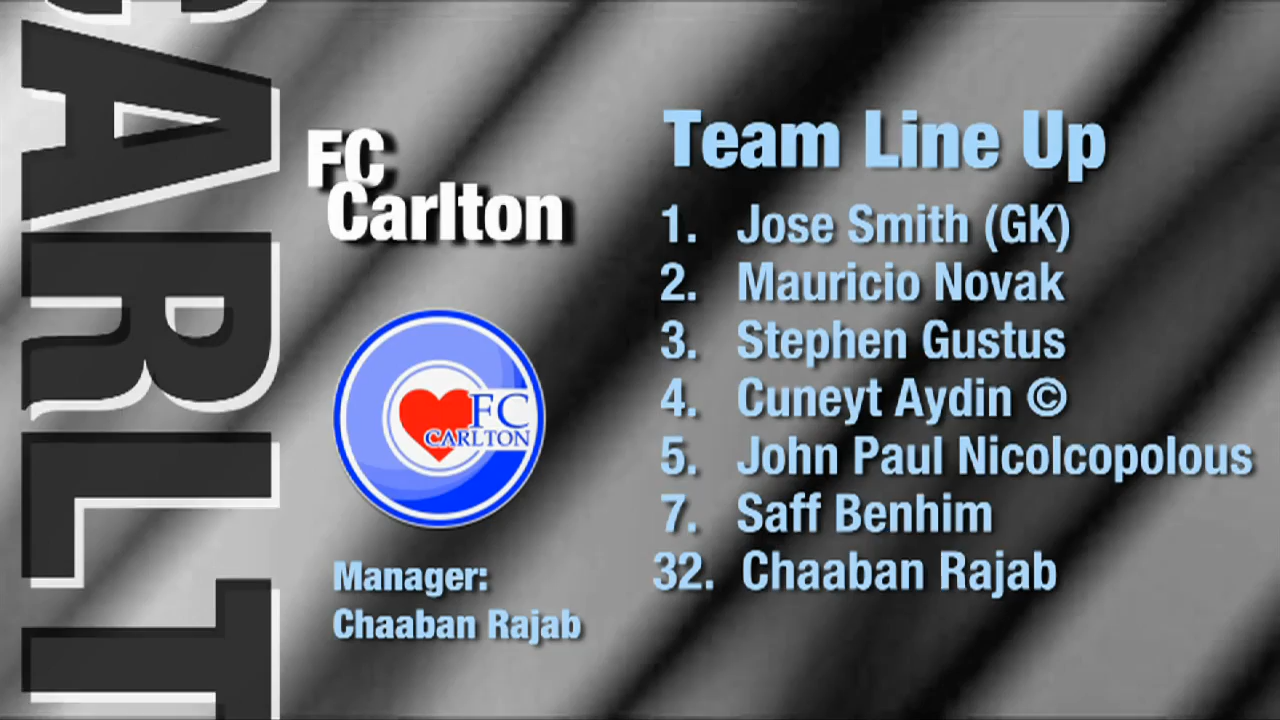 CARLT
FC
Carlton
FC
CARLTON
Manager:
Chaaban Rajab
Team Line Up
1. Jose Smith (GK)
2. Mauricio Novak
3. Stephen Gustus
4. Cuneyt Aydin ©
5. John Paul Nicolcopolous
7. Saff Benhim
32. Chaaban Rajab